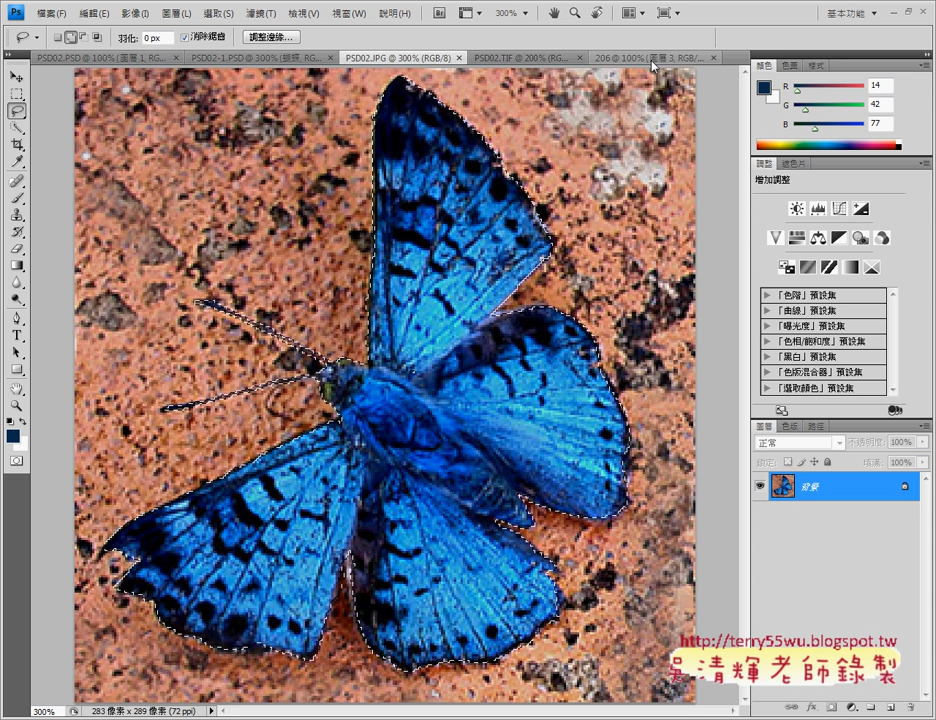 Ps 檔案(F) 編輯(E) 影像(I) 圖層(L) 選取(S) 濾鏡(T) 檢視(V) 視窗(W) 說明(H) Br 300% 基本功能
羽化: 0 px 消除鋸齒 調整邊緣...
PSD02.PSD @ 100% (圖層 1, RG... × PSD02-1.PSD @ 300% (蝴蝶, RG... × PSD02.JPG @ 300% (RGB/8) × PSD02.TIF @ 200% (RG... × 206 @ 100% (圖層 3, RGB/... ×
顏色 色票 樣式
R 14
G 42
B 77
調整 遮色片
增加調整
「色階」預設集
「曲線」預設集
「曝光度」預設集
「色相/飽和度」預設集
「黑白」預設集
「色版混合器」預設集
「選取顏色」預設集
圖層 色版 路徑
正常 不透明度: 100%
鎖定: 填滿: 100%
背景
http://terry55wu.blogspot.tw
吳清輝老師錄製
300% 283 像素 x 289 像素 (72 ppi)